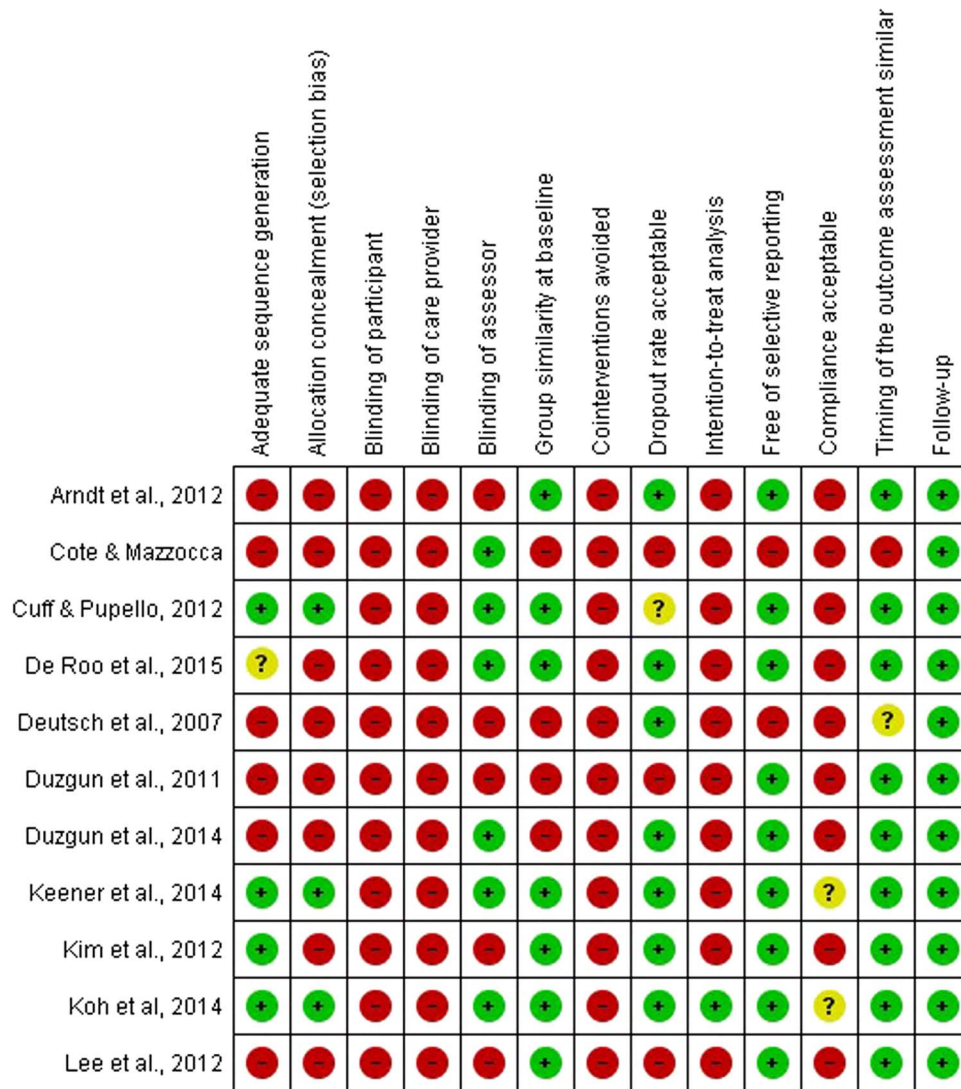 Adequate sequence generation
Allocation concealment (selection bias)
Blinding of participant
Blinding of care provider
Blinding of assessor
Group similarity at baseline
Cointerventions avoided
Dropout rate acceptable
Intention-to-treat analysis
Free of selective reporting
Compliance acceptable
Timing of the outcome assessment similar
Follow-up
Arndt et al., 2012 - - - - - + - + - + - + +
Cote & Mazzocca - - - - + - - - - - - - +
Cuff & Pupello, 2012 + + - - + + - ? - + - + +
De Roo et al., 2015 ? - - - + + - + - + - + +
Deutsch et al., 2007 - - - - - - - + - - - ? +
Duzgun et al., 2011 - - - - - - - - - + - + +
Duzgun et al., 2014 - - - - + - - + - + - + +
Keener et al., 2014 + + - - + + - + - + ? + +
Kim et al., 2012 + - - - - + - + - + - + +
Koh et al, 2014 + + - - + + - + + + ? + +
Lee et al., 2012 - - - - - + - - - + - + +